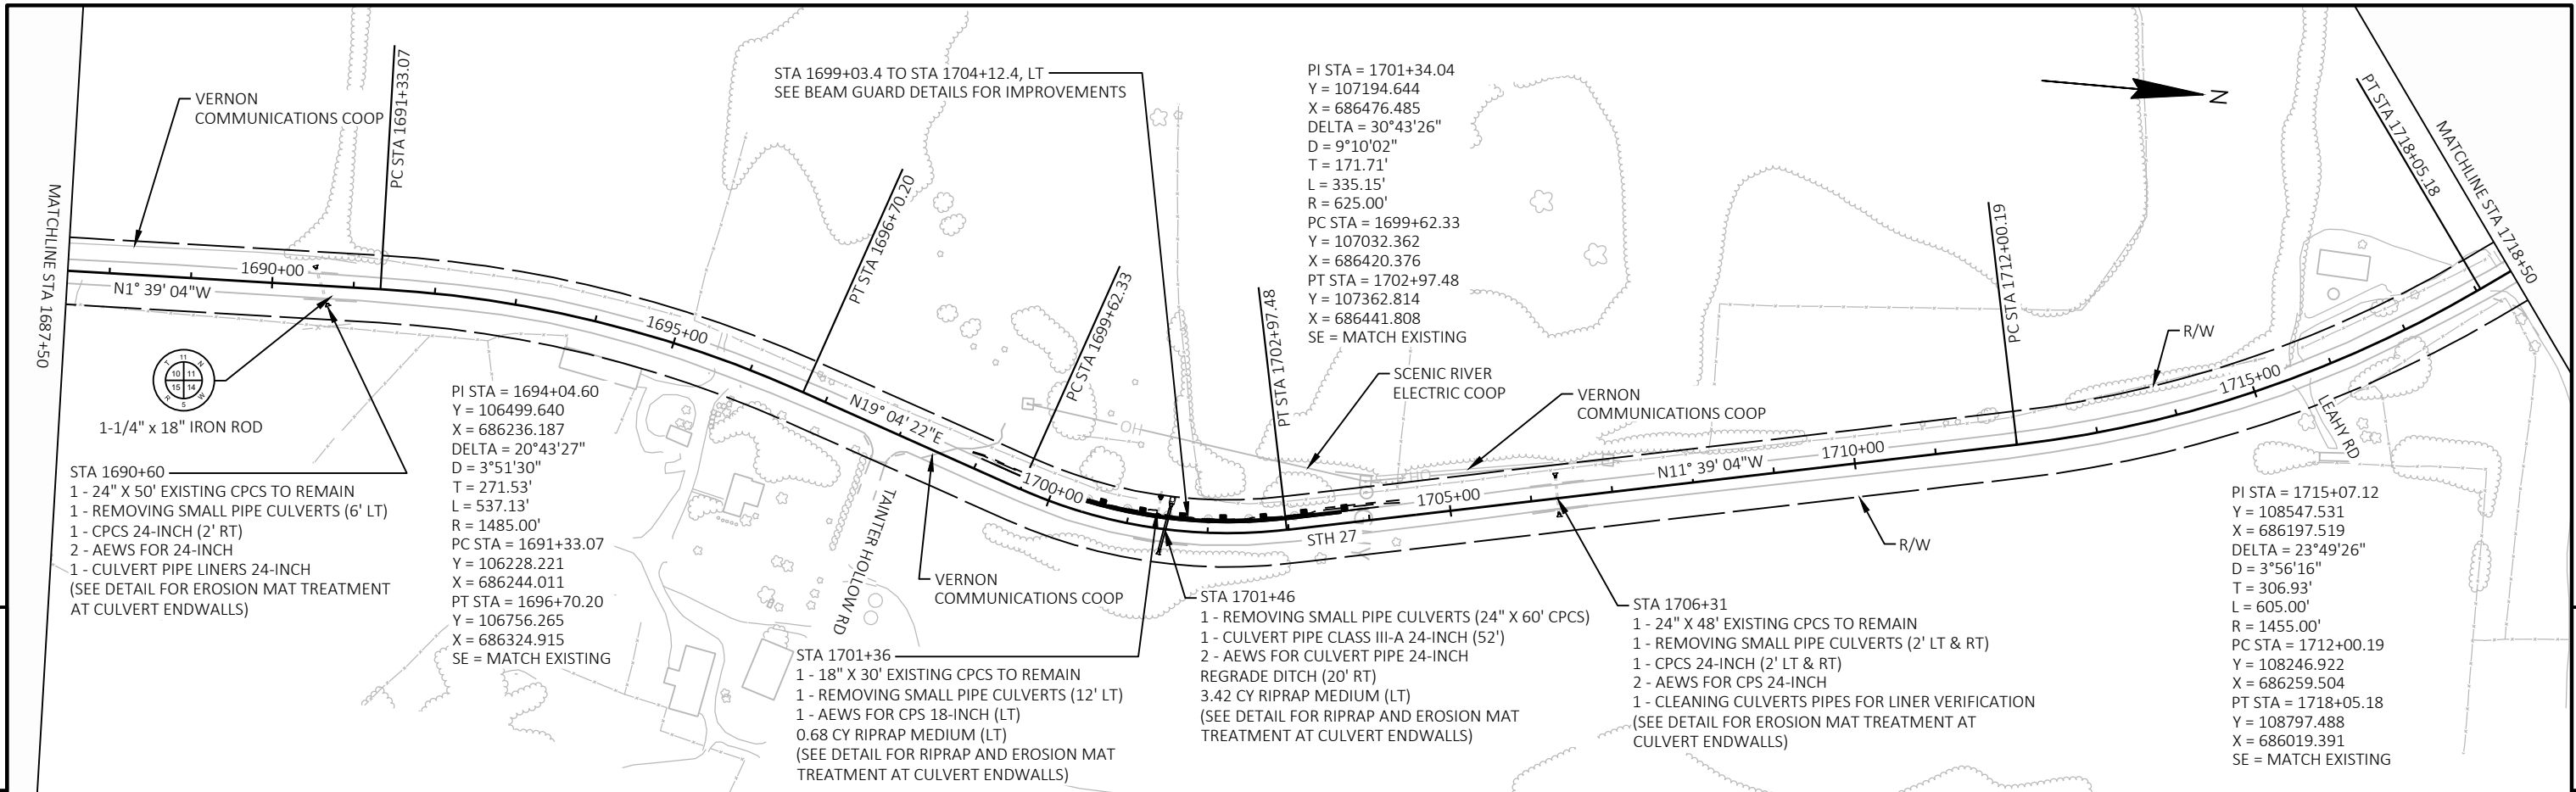 MATCHLINE STA 1687+50
VERNON
COMMUNICATIONS COOP
PC STA 1691+33.07
1690+00
N1° 39' 04"W
1695+00
PT STA 1696+70.20
N19° 04' 22"E
PC STA 1699+62.33
1700+00
STA 1699+03.4 TO STA 1704+12.4, LT
SEE BEAM GUARD DETAILS FOR IMPROVEMENTS
PI STA = 1701+34.04
Y = 107194.644
X = 686476.485
DELTA = 30°43'26"
D = 9°10'02"
T = 171.71'
L = 335.15'
R = 625.00'
PC STA = 1699+62.33
Y = 107032.362
X = 686420.376
PT STA = 1702+97.48
Y = 107362.814
X = 686441.808
SE = MATCH EXISTING
PT STA 1702+97.48
SCENIC RIVER
ELECTRIC COOP
VERNON
COMMUNICATIONS COOP
OH
OH
1705+00
STH 27
N11° 39' 04"W
1710+00
PC STA 1712+00.19
R/W
R/W
1715+00
LEAHY RD
N
PT STA 1718+05.18
MATCHLINE STA 1718+50
T 11 N
10 11
15 14
R 5 W
1-1/4" x 18" IRON ROD
STA 1690+60
1 - 24" X 50' EXISTING CPCS TO REMAIN
1 - REMOVING SMALL PIPE CULVERTS (6' LT)
1 - CPCS 24-INCH (2' RT)
2 - AEWS FOR 24-INCH
1 - CULVERT PIPE LINERS 24-INCH
(SEE DETAIL FOR EROSION MAT TREATMENT
AT CULVERT ENDWALLS)
PI STA = 1694+04.60
Y = 106499.640
X = 686236.187
DELTA = 20°43'27"
D = 3°51'30"
T = 271.53'
L = 537.13'
R = 1485.00'
PC STA = 1691+33.07
Y = 106228.221
X = 686244.011
PT STA = 1696+70.20
Y = 106756.265
X = 686324.915
SE = MATCH EXISTING
TAINTER HOLLOW RD
VERNON
COMMUNICATIONS COOP
STA 1701+36
1 - 18" X 30' EXISTING CPCS TO REMAIN
1 - REMOVING SMALL PIPE CULVERTS (12' LT)
1 - AEWS FOR CPS 18-INCH (LT)
0.68 CY RIPRAP MEDIUM (LT)
(SEE DETAIL FOR RIPRAP AND EROSION MAT
TREATMENT AT CULVERT ENDWALLS)
STA 1701+46
1 - REMOVING SMALL PIPE CULVERTS (24" X 60' CPCS)
1 - CULVERT PIPE CLASS III-A 24-INCH (52')
2 - AEWS FOR CULVERT PIPE 24-INCH
REGRADE DITCH (20' RT)
3.42 CY RIPRAP MEDIUM (LT)
(SEE DETAIL FOR RIPRAP AND EROSION MAT
TREATMENT AT CULVERT ENDWALLS)
STA 1706+31
1 - 24" X 48' EXISTING CPCS TO REMAIN
1 - REMOVING SMALL PIPE CULVERTS (2' LT & RT)
1 - CPCS 24-INCH (2' LT & RT)
2 - AEWS FOR CPS 24-INCH
1 - CLEANING CULVERTS PIPES FOR LINER VERIFICATION
(SEE DETAIL FOR EROSION MAT TREATMENT AT
CULVERT ENDWALLS)
PI STA = 1715+07.12
Y = 108547.531
X = 686197.519
DELTA = 23°49'26"
D = 3°56'16"
T = 306.93'
L = 605.00'
R = 1455.00'
PC STA = 1712+00.19
Y = 108246.922
X = 686259.504
PT STA = 1718+05.18
Y = 108797.488
X = 686019.391
SE = MATCH EXISTING